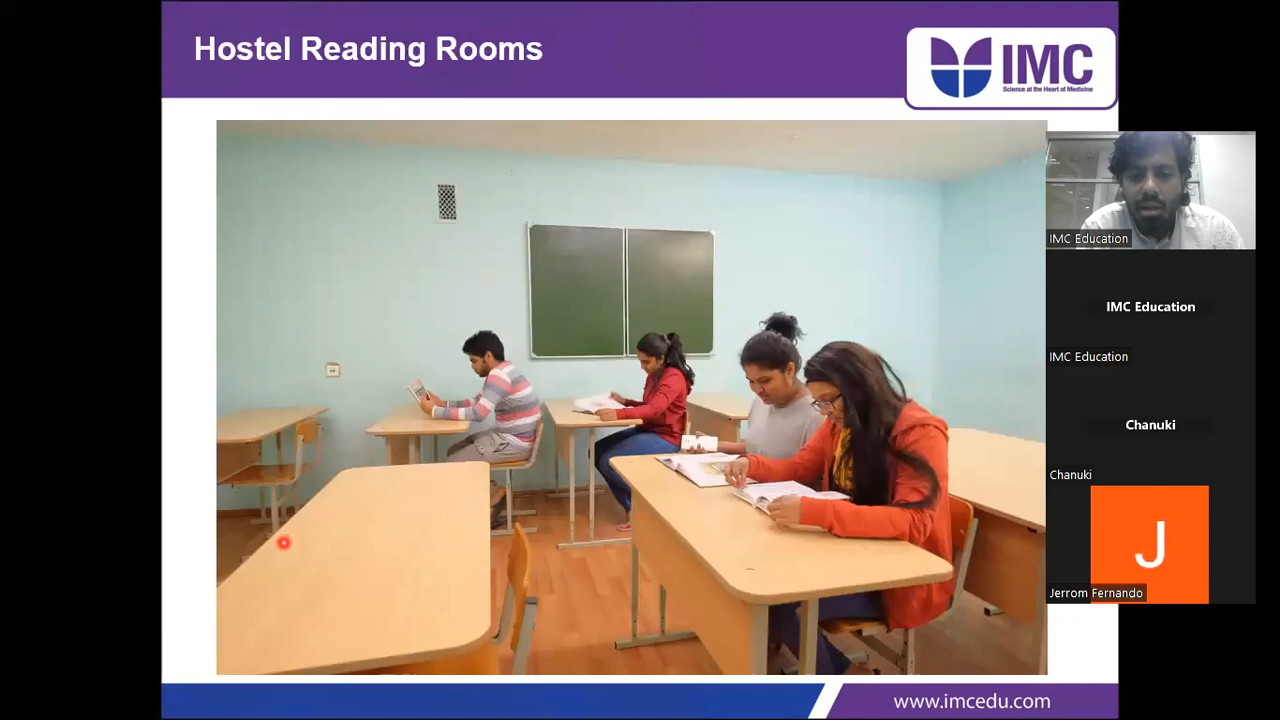 Hostel Reading Rooms
IMC
Science at the Heart of Medicine
IMC Education
IMC Education
IMC Education
Chanuki
Chanuki
J
Jerrom Fernando
www.imcedu.com